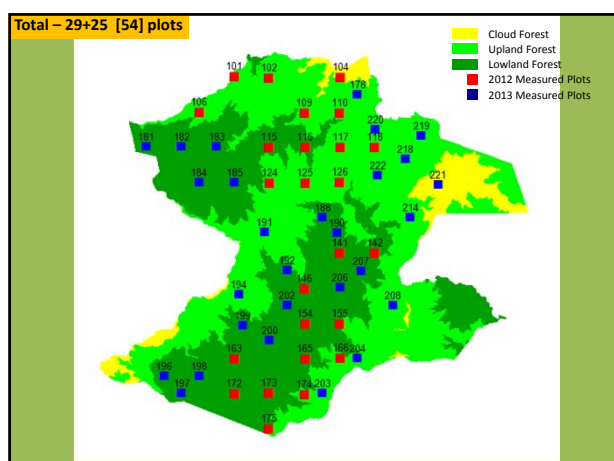 Total – 29+25 [54] plots
Cloud Forest
Upland Forest
Lowland Forest
2012 Measured Plots
2013 Measured Plots
101 102 104
178
106 109 110
220 219
181 182 183 115 116 117 118
218
184 185 124 125 126 222 221
188 214
191 190
141 142
192 207
146 206
194 202 208
199 154 155
200
163 165 166 204
196 198
197 172 173 174 203
175